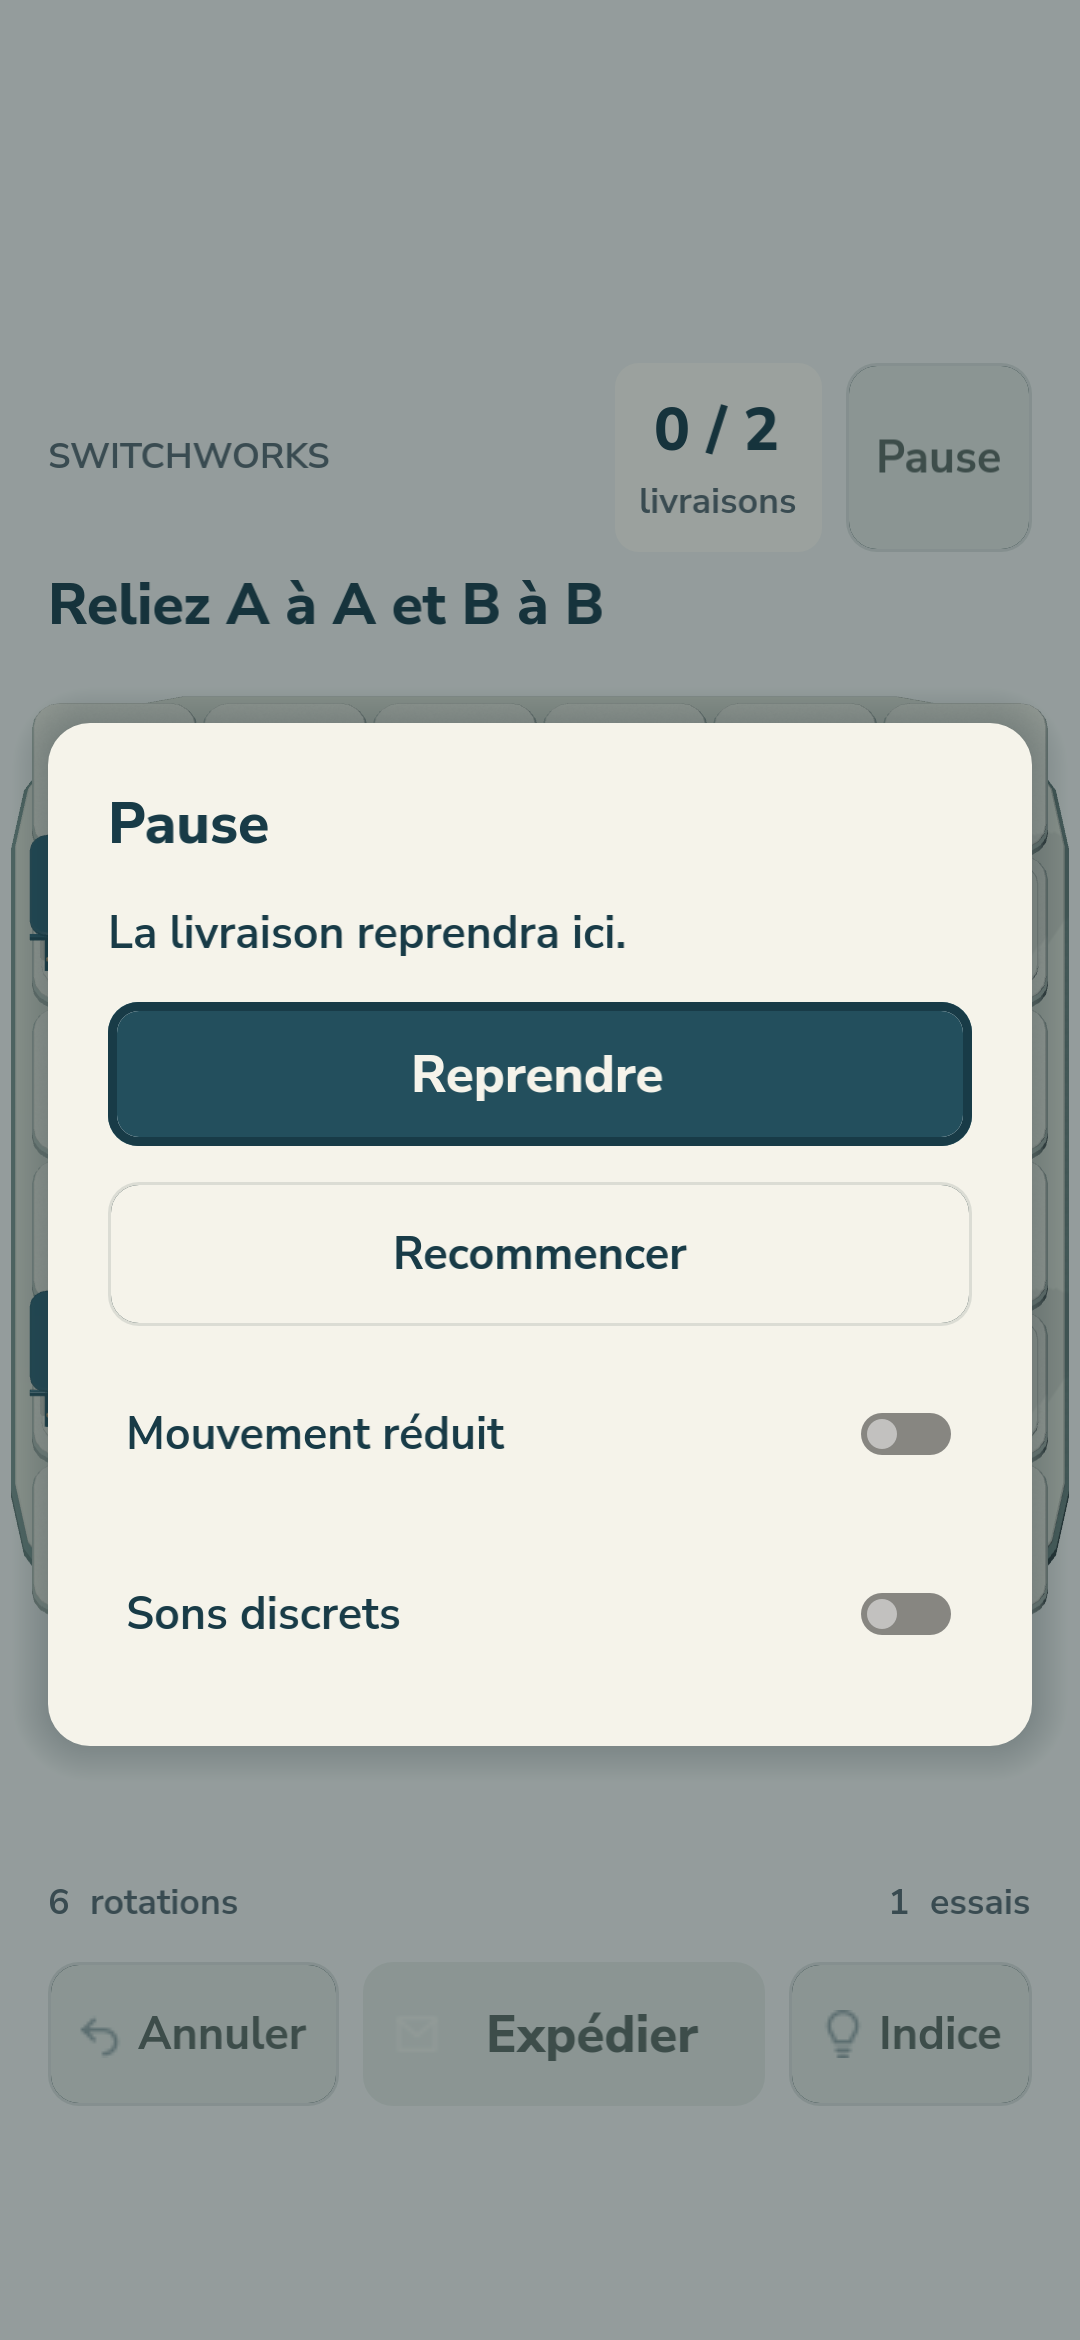 SWITCHWORKS
0 / 2
livraisons
Pause
Reliez A à A et B à B
Pause
La livraison reprendra ici.
Reprendre
Recommencer
Mouvement réduit
Sons discrets
6 rotations
1 essais
Annuler
Expédier
Indice